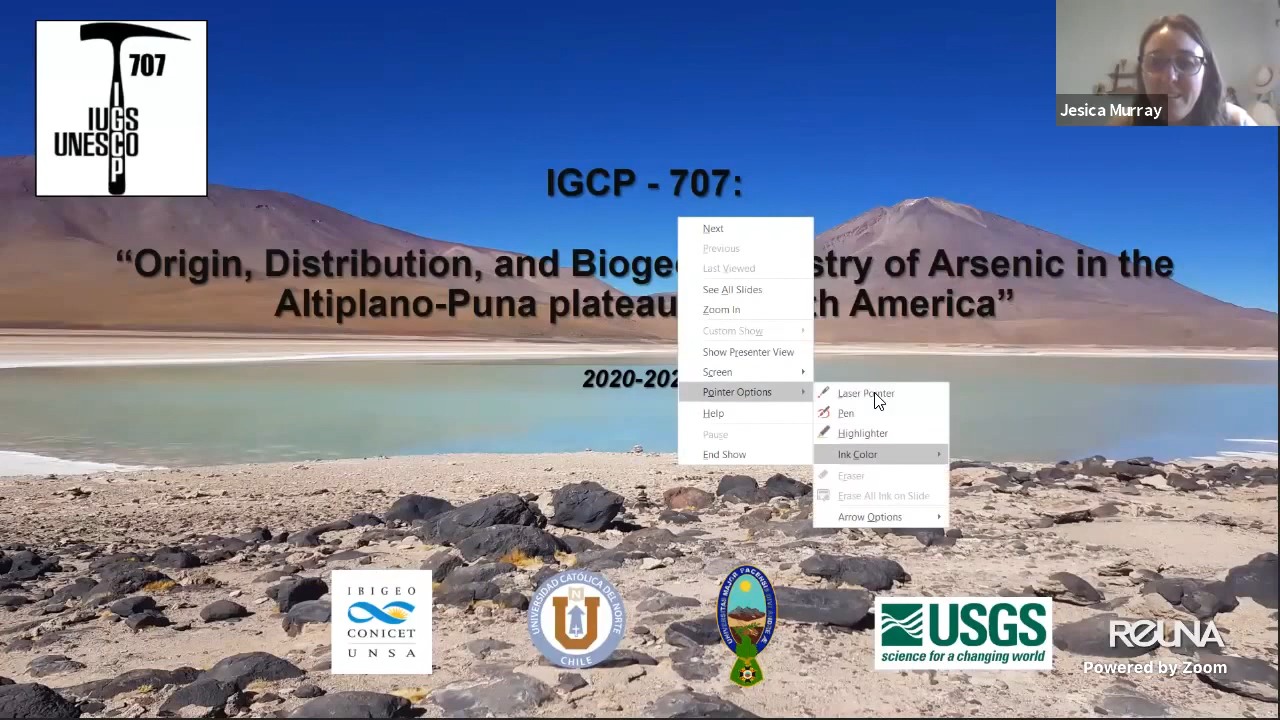 707
IUGS
UNESCO
IGCP
Jesica Murray
IGCP - 707:
“Origin, Distribution, and Bioge stry of Arsenic in the
Altiplano-Puna plateau h America”
2020-202
Next
Previous
Last Viewed
See All Slides
Zoom In
Custom Show
Show Presenter View
Screen
Pointer Options
Help
Pause
End Show
Laser Pointer
Pen
Highlighter
Ink Color
Eraser
Erase All Ink on Slide
Arrow Options
IBIGEO
CONICET
UNSA
UNIVERSIDAD CATOLICA DEL NORTE
N
U
CHILE
USGS
science for a changing world
REUNA
Powered by Zoom